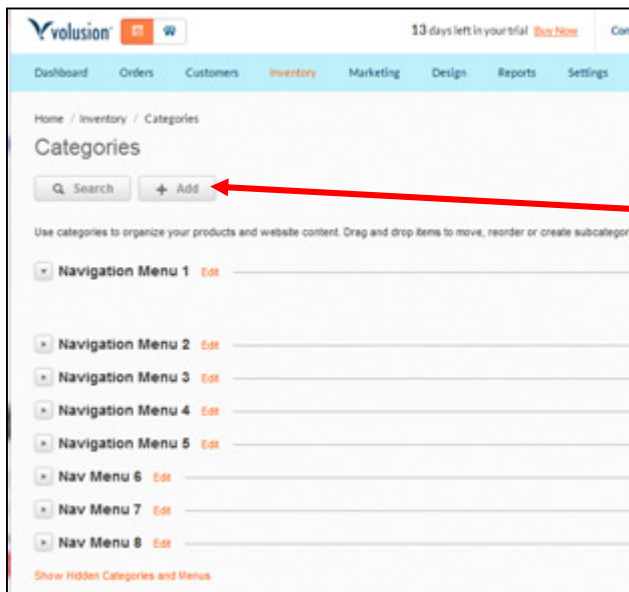 volusion 13 days left in your trial Buy Now
Dashboard Orders Customers Inventory Marketing Design Reports Settings
Home / Inventory / Categories
Categories
Search + Add
Use categories to organize your products and website content. Drag and drop items to move, reorder or create
Navigation Menu 1 Edit
Navigation Menu 2 Edit
Navigation Menu 3 Edit
Navigation Menu 4 Edit
Navigation Menu 5 Edit
Nav Menu 6 Edit
Nav Menu 7 Edit
Nav Menu 8 Edit
Show Hidden Categories and Menus